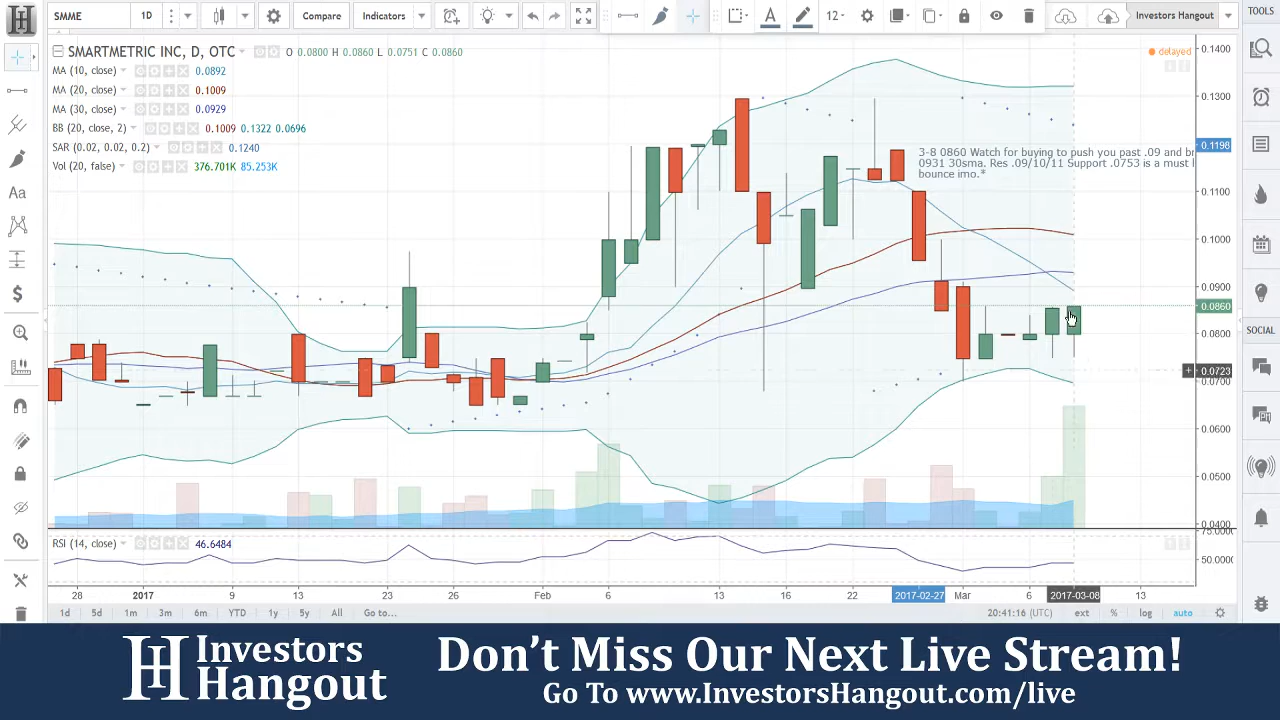 SMME 1D Compare Indicators 12 Investors Hangout TOOLS
SMARTMETRIC INC, D, OTC O 0.0800 H 0.0860 L 0.0751 C 0.0860
delayed
MA (10, close) 0.0892
MA (20, close) 0.1009
MA (30, close) 0.0929
BB (20, close, 2) 0.1009 0.1322 0.0696
SAR (0.02, 0.02, 0.2) 0.1240
Vol (20, false) 376.701K 85.253K
3-8 0860 Watch for buying to push you past .09 and
0931 30sma. Res .09/10/11 Support .0753 is a must
bounce imo.*
0.1400
0.1300
0.1198
0.1100
0.1000
0.0900
0.0860
0.0800
0.0723
0.0700
0.0600
0.0500
0.0400
75.0000
50.0000
Aa
SOCIAL
RSI (14, close) 46.6484
28 2017 9 13 23 26 Feb 6 13 16 22 2017-02-27 Mar 6 2017-03-08 13
1d 5d 1m 3m 6m YTD 1y 5y All Go to... 20:41:16 (UTC) ext % log auto
H Investors Hangout
Don't Miss Our Next Live Stream!
Go To www.InvestorsHangout.com/live